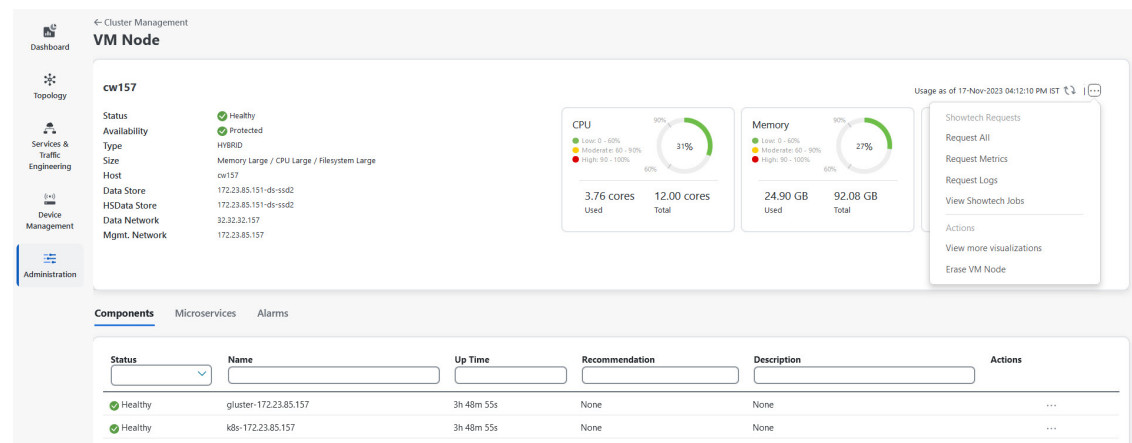 Dashboard
Topology
Services &
Traffic
Engineering
Device
Management
Administration
← Cluster Management
VM Node
cw157
Usage as of 17-Nov-2023 04:12:10 PM IST
Status Healthy
Availability Protected
Type HYBRID
Size Memory Large / CPU Large / Filesystem Large
Host cw157
Data Store 172.23.85.151-ds-ssd2
HSData Store 172.23.85.151-ds-ssd2
Data Network 32.32.32.157
Mgmt. Network 172.23.85.157
CPU
Low: 0 - 60%
Moderate: 60 - 90%
High: 90 - 100%
90%
31%
60%
3.76 cores 12.00 cores
Used Total
Memory
Low: 0 - 60%
Moderate: 60 - 90%
High: 90 - 100%
90%
27%
60%
24.90 GB 92.08 GB
Used Total
Showtech Requests
Request All
Request Metrics
Request Logs
View Showtech Jobs
Actions
View more visualizations
Erase VM Node
Components Microservices Alarms
Status Name Up Time Recommendation Description Actions
Healthy gluster-172.23.85.157 3h 48m 55s None None ...
Healthy k8s-172.23.85.157 3h 48m 55s None None ...